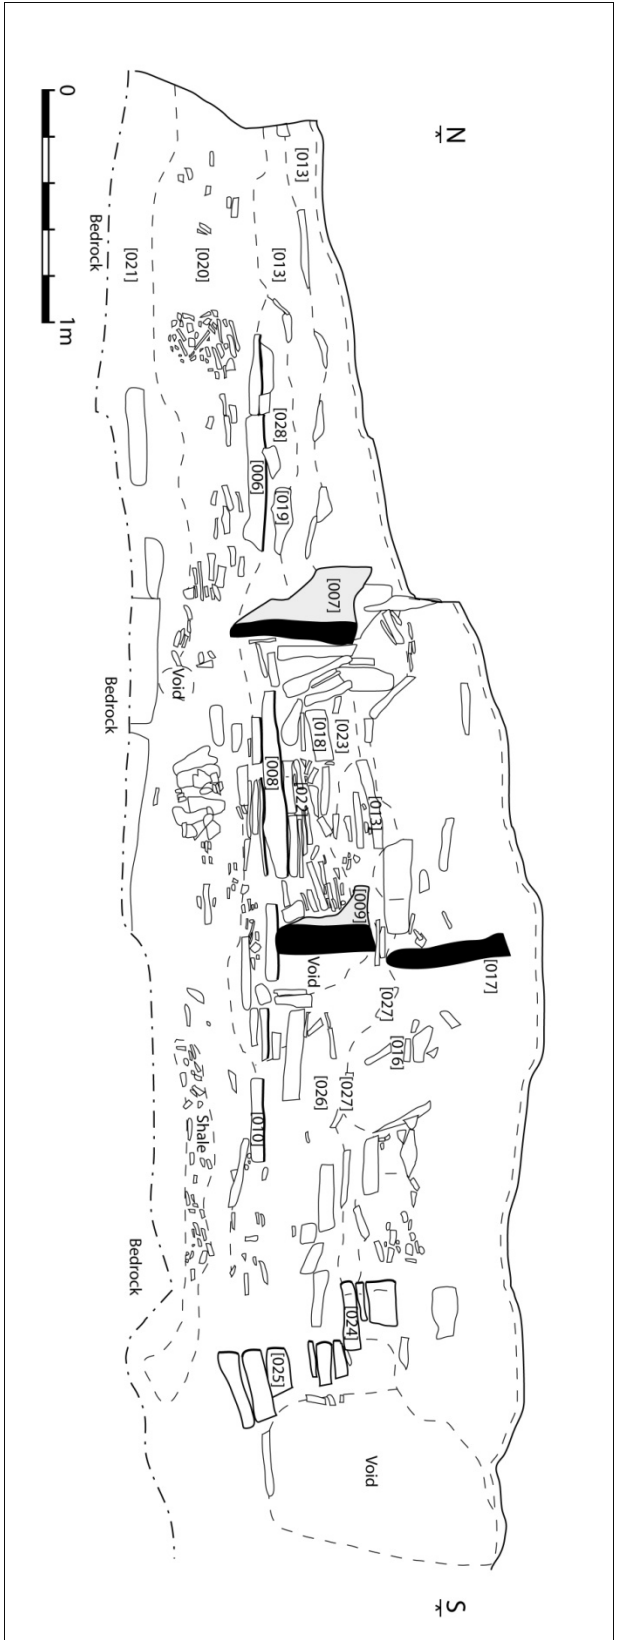 N
S
0
1m
[013]
[013]
[020]
[021]
Bedrock
[028]
[006]
[019]
[007]
Void
Bedrock
[018]
[023]
[008]
[022]
[013]
[009]
Void
[017]
[027]
[016]
[027]
[026]
[010]
Shale
Bedrock
[024]
[025]
Void